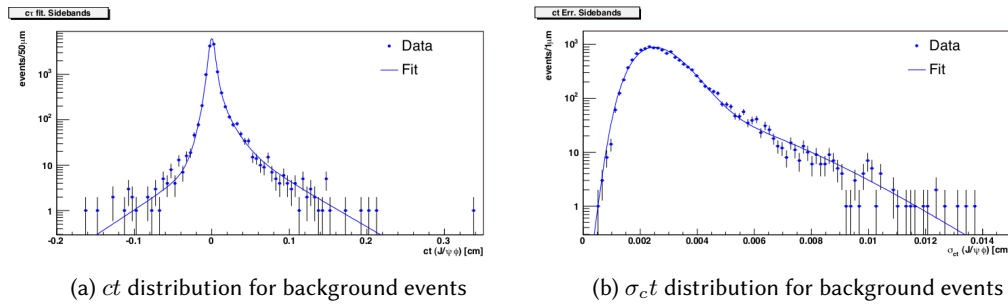 cτ fit. Sidebands
events/50μm
10³
10²
10
1
Data
Fit
-0.2 -0.1 0 0.1 0.2 0.3
ct (J/ψ φ) [cm]
(a) ct distribution for background events
ct Err. Sidebands
events/1μm
10³
10²
10
1
Data
Fit
0 0.002 0.004 0.006 0.008 0.01 0.012 0.014
σct (J/ψ φ) [cm]
(b) σct distribution for background events